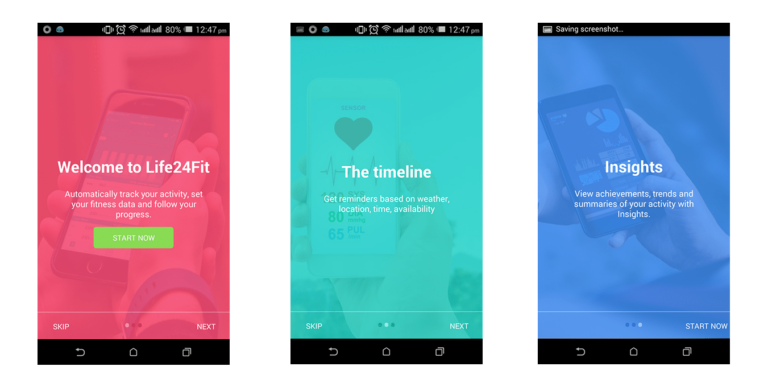 80% 12:47 pm
Welcome to Life24Fit
Automatically track your activity, set
your fitness data and follow your
progress.
START NOW
SKIP
NEXT
80% 12:47 pm
SEASOR
The timeline
Get reminders based on weather,
location, time, availability
80
65 PUL
SKIP
NEXT
Saving screenshot...
Insights
View achievements, trends and
summaries of your activity with
Insights.
START NOW